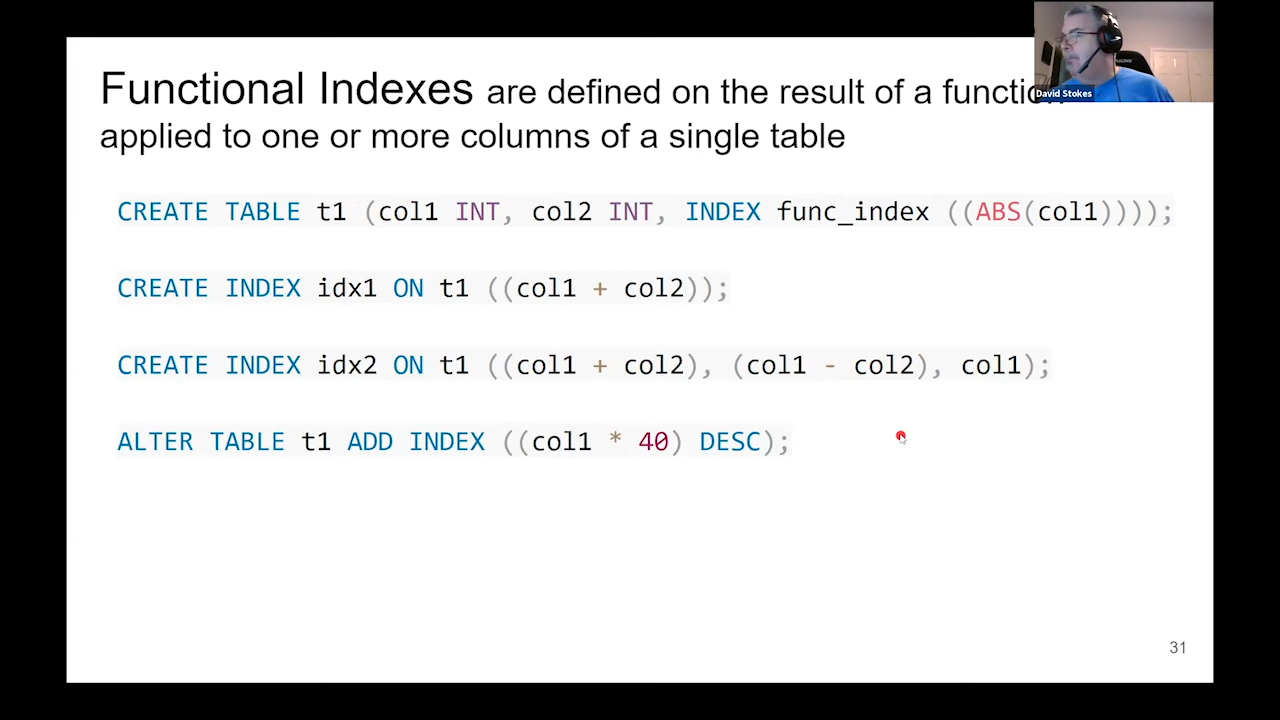 Functional Indexes are defined on the result of a function
applied to one or more columns of a single table
David Stokes
CREATE TABLE t1 (col1 INT, col2 INT, INDEX func_index ((ABS(col1))));
CREATE INDEX idx1 ON t1 ((col1 + col2));
CREATE INDEX idx2 ON t1 ((col1 + col2), (col1 - col2), col1);
ALTER TABLE t1 ADD INDEX ((col1 * 40) DESC);
31